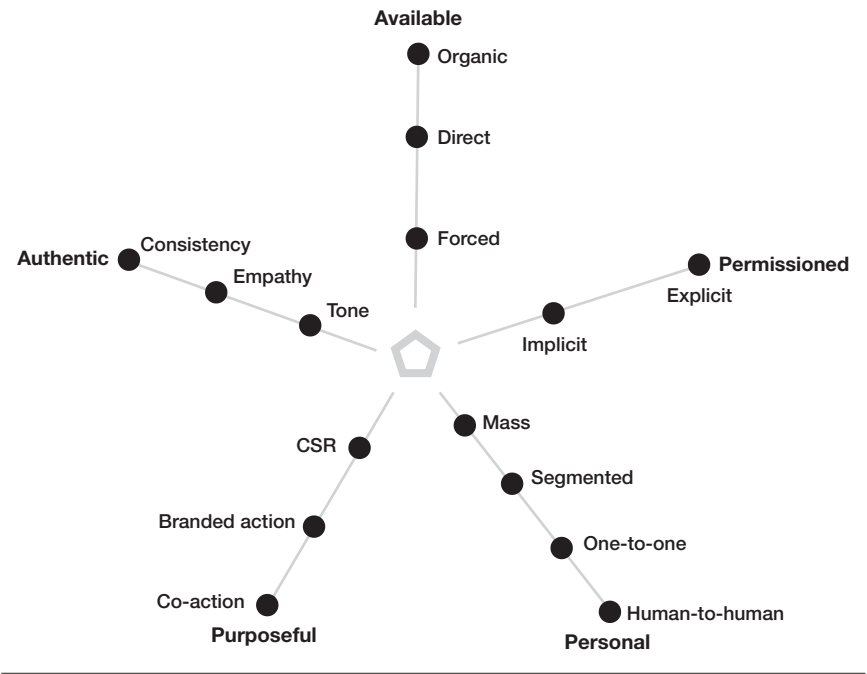 Available
Organic
Direct
Forced
Authentic
Consistency
Empathy
Tone
Permissioned
Explicit
Implicit
Mass
Segmented
One-to-one
Human-to-human
Personal
CSR
Branded action
Co-action
Purposeful